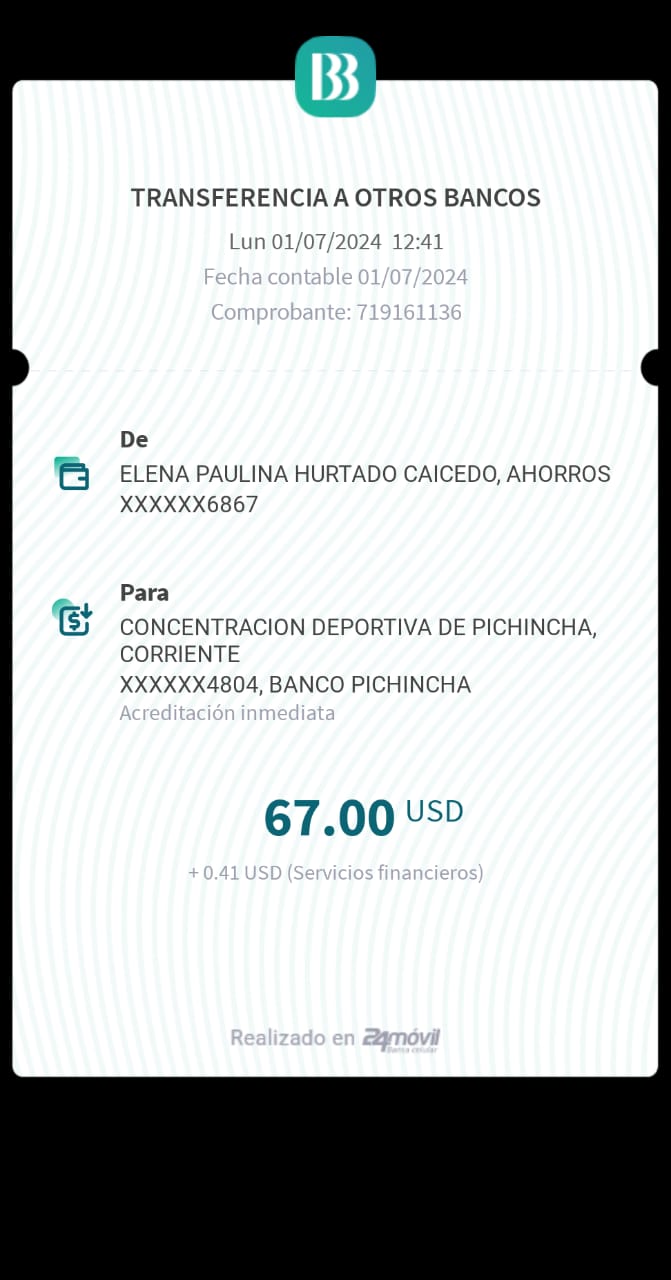 BB
TRANSFERENCIA A OTROS BANCOS
Lun 01/07/2024 12:41
Fecha contable 01/07/2024
Comprobante: 719161136
De
ELENA PAULINA HURTADO CAICEDO, AHORROS
XXXXXX6867
Para
CONCENTRACION DEPORTIVA DE PICHINCHA,
CORRIENTE
XXXXXX4804, BANCO PICHINCHA
Acreditación inmediata
67.00 USD
+ 0.41 USD (Servicios financieros)
Realizado en 24móvil
Banca celular